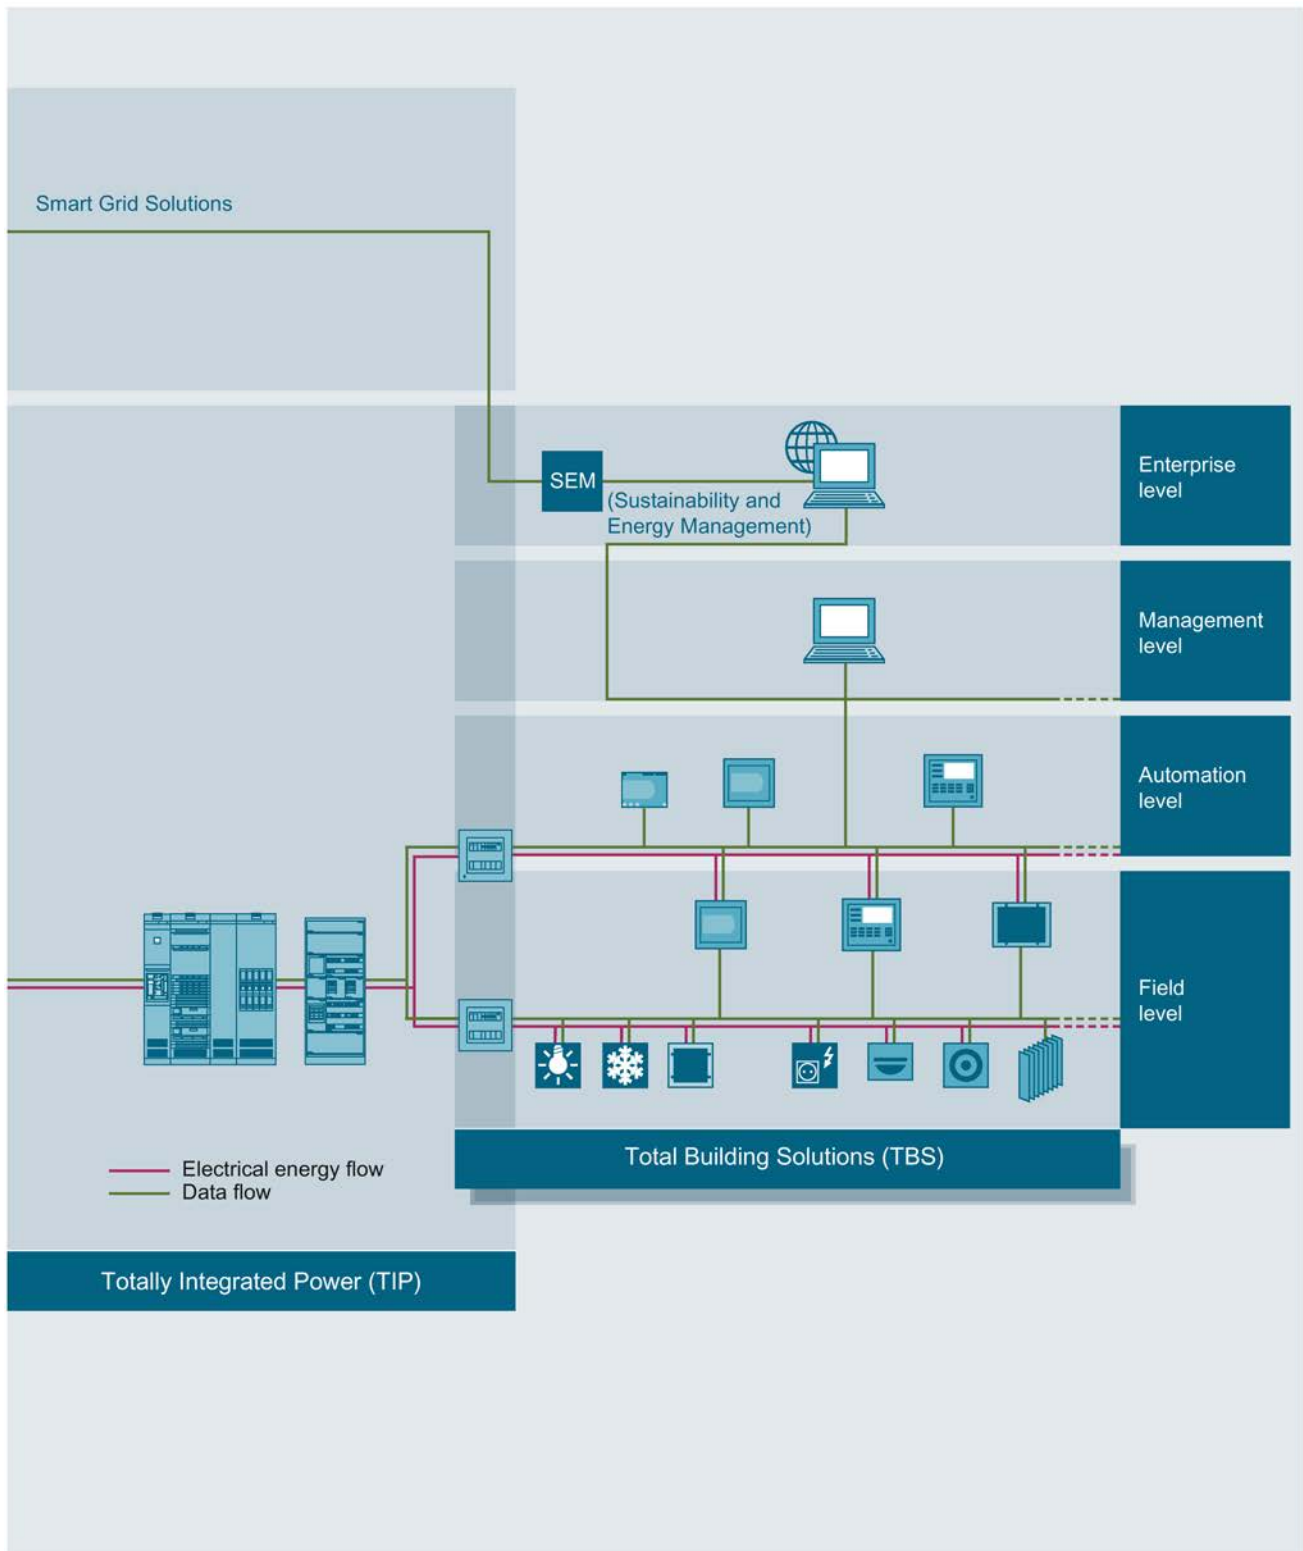 Smart Grid Solutions
SEM
(Sustainability and
Energy Management)
Enterprise
level
Management
level
Automation
level
Field
level
Electrical energy flow
Data flow
Total Building Solutions (TBS)
Totally Integrated Power (TIP)